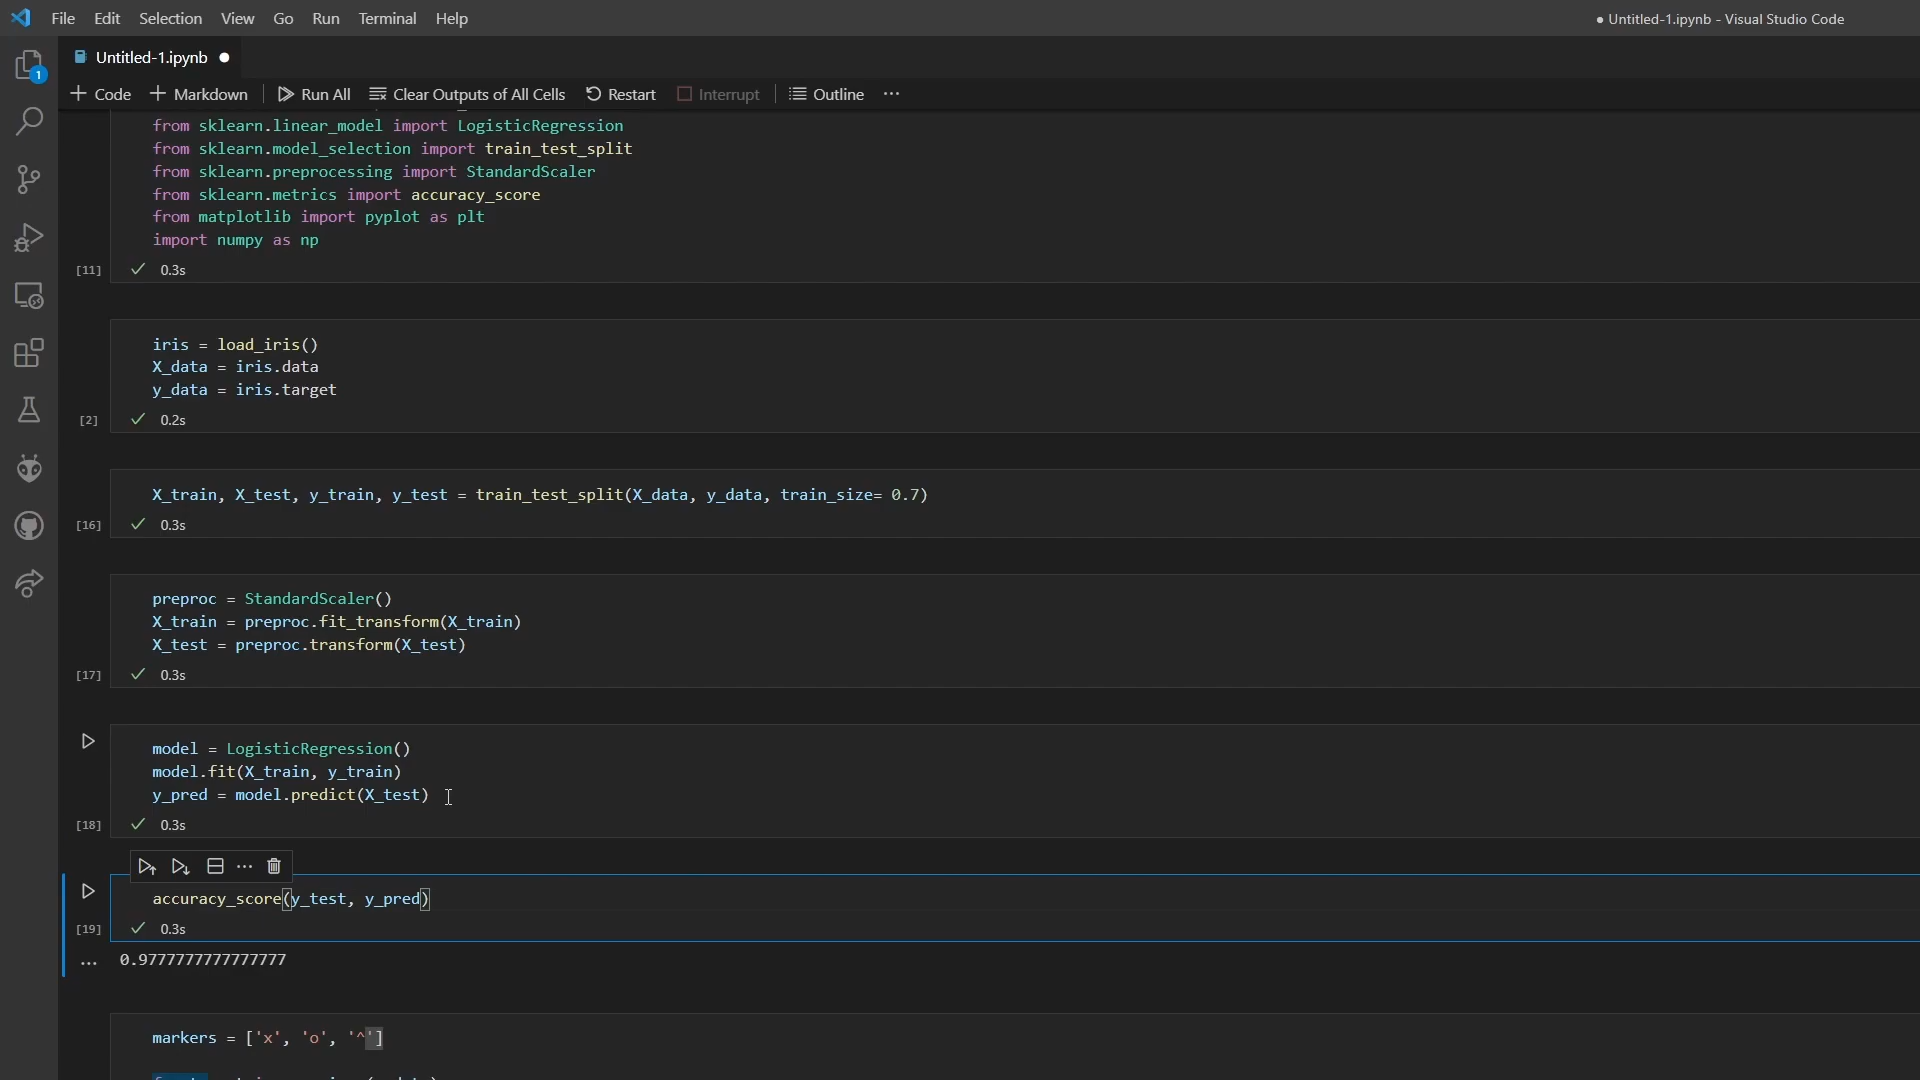 File Edit Selection View Go Run Terminal Help
● Untitled-1.ipynb - Visual Studio Code
1
Untitled-1.ipynb ●
+ Code + Markdown Run All Clear Outputs of All Cells Restart Interrupt Outline ...
from sklearn.linear_model import LogisticRegression
from sklearn.model_selection import train_test_split
from sklearn.preprocessing import StandardScaler
from sklearn.metrics import accuracy_score
from matplotlib import pyplot as plt
import numpy as np
[11] ✓ 0.3s
iris = load_iris()
X_data = iris.data
y_data = iris.target
[2] ✓ 0.2s
X_train, X_test, y_train, y_test = train_test_split(X_data, y_data, train_size= 0.7)
[16] ✓ 0.3s
preproc = StandardScaler()
X_train = preproc.fit_transform(X_train)
X_test = preproc.transform(X_test)
[17] ✓ 0.3s
model = LogisticRegression()
model.fit(X_train, y_train)
y_pred = model.predict(X_test)
[18] ✓ 0.3s
accuracy_score(y_test, y_pred)
[19] ✓ 0.3s
... 0.9777777777777777
markers = ['x', 'o', '^']